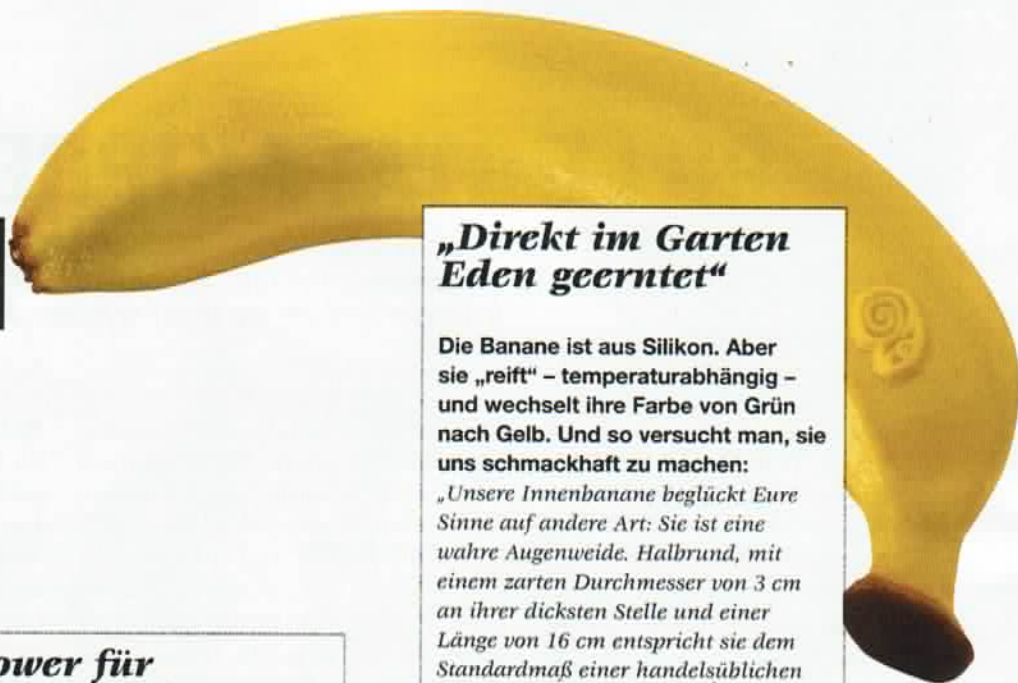 „Direkt im Garten
Eden geerntet“
Die Banane ist aus Silikon. Aber
sie „reift“ – temperaturabhängig –
und wechselt ihre Farbe von Grün
nach Gelb. Und so versucht man, sie
uns schmackhaft zu machen:
„Unsere Innenbanane beglückt Eure
Sinne auf andere Art: Sie ist eine
wahre Augenweide. Halbrund, mit
einem zarten Durchmesser von 3 cm
an ihrer dicksten Stelle und einer
Länge von 16 cm entspricht sie dem
Standardmaß einer handelsüblichen
ower für